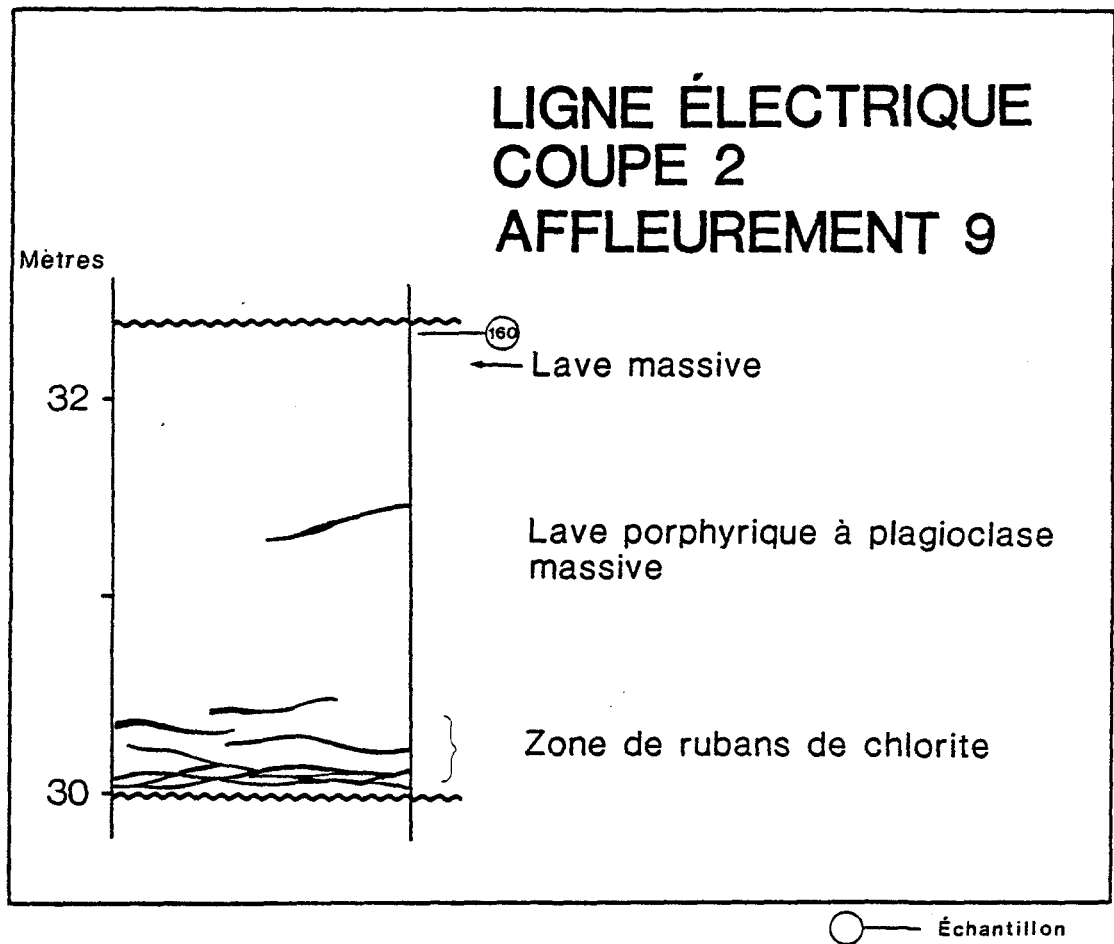 LIGNE ÉLECTRIQUE
COUPE 2
AFFLEUREMENT 9
Mètres
160
Lave massive
32
Lave porphyrique à plagioclase
massive
Zone de rubans de chlorite
30
Échantillon